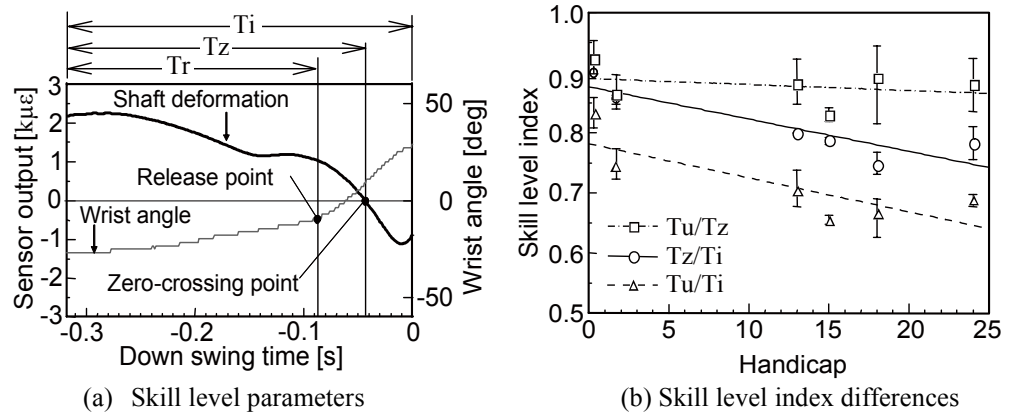 Ti
Tz
Tr
Sensor output [kµε]
3
2
1
0
-1
-2
-3
Shaft deformation
Release point
Wrist angle
Zero-crossing point
50
0
-50
Wrist angle [deg]
-0.3
-0.2
-0.1
0
Down swing time [s]
(a) Skill level parameters
Skill level index
1.0
0.9
0.8
0.7
0.6
0.5
Tu/Tz
Tz/Ti
Tu/Ti
0
5
10
15
20
25
Handicap
(b) Skill level index differences